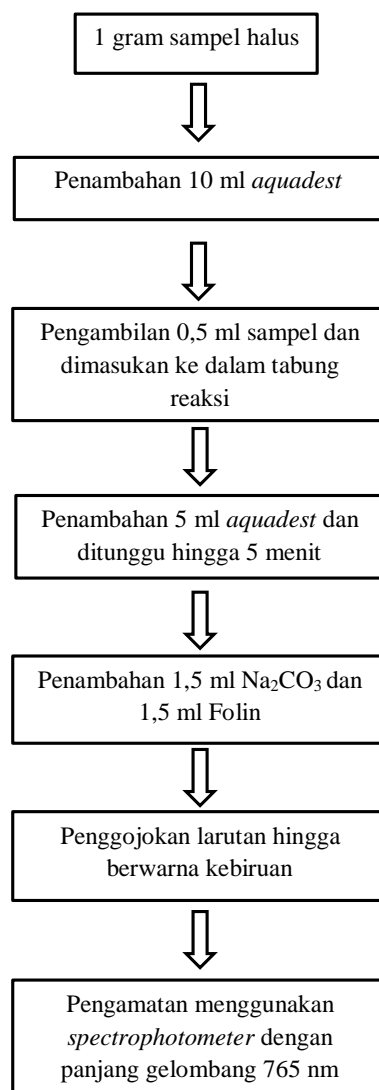 1 gram sampel halus
Penambahan 10 ml aquadest
Pengambilan 0,5 ml sampel dan
dimasukan ke dalam tabung
reaksi
Penambahan 5 ml aquadest dan
ditunggu hingga 5 menit
Penambahan 1,5 ml Na₂CO₃ dan
1,5 ml Folin
Penggojokan larutan hingga
berwarna kebiruan
Pengamatan menggunakan
spectrophotometer dengan
panjang gelombang 765 nm